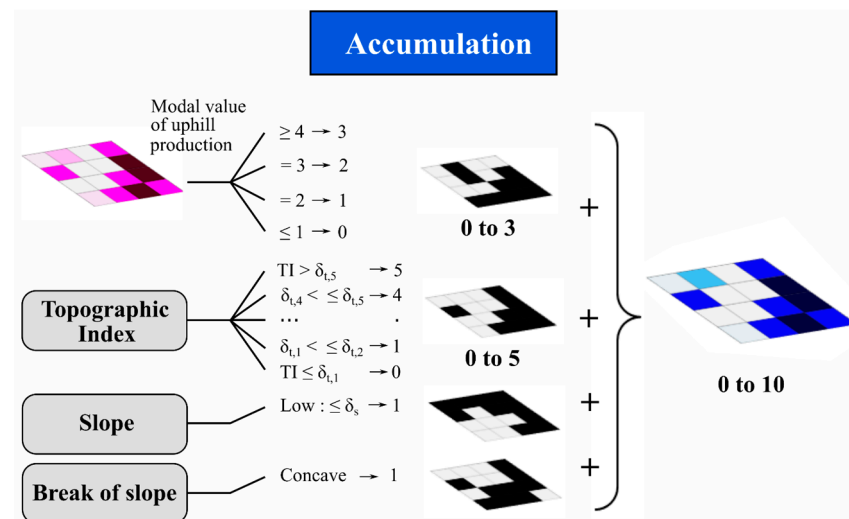 Accumulation
Modal value
of uphill
production
≥ 4 → 3
= 3 → 2
= 2 → 1
≤ 1 → 0
0 to 3
+
Topographic
Index
TI > δt,5 → 5
δt,4 < ≤ δt,5 → 4
... .
δt,1 < ≤ δt,2 → 1
TI ≤ δt,1 → 0
0 to 5
+
0 to 10
Slope
Low : ≤ δs → 1
+
Break of slope
Concave → 1
+